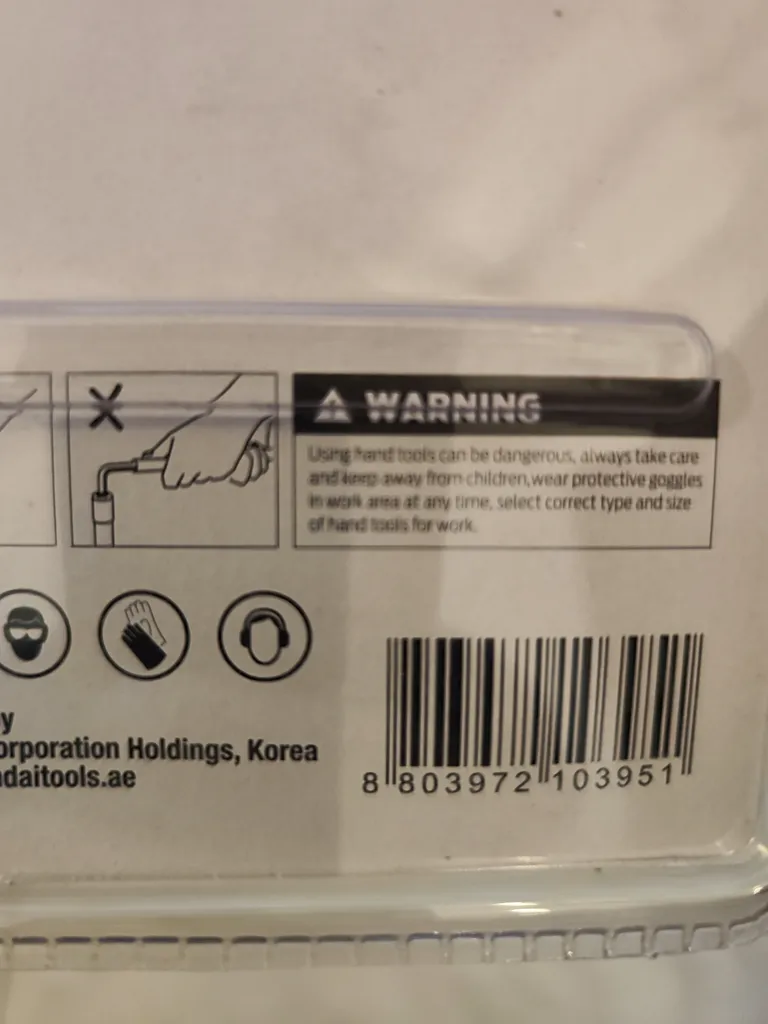 WARNING
Using hand tools can be dangerous, always take care
and keep away from children, wear protective goggles
in work area at any time, select correct type and size
of hand tools for work.
y
orporation Holdings, Korea
daitools.ae
8 803972 103951